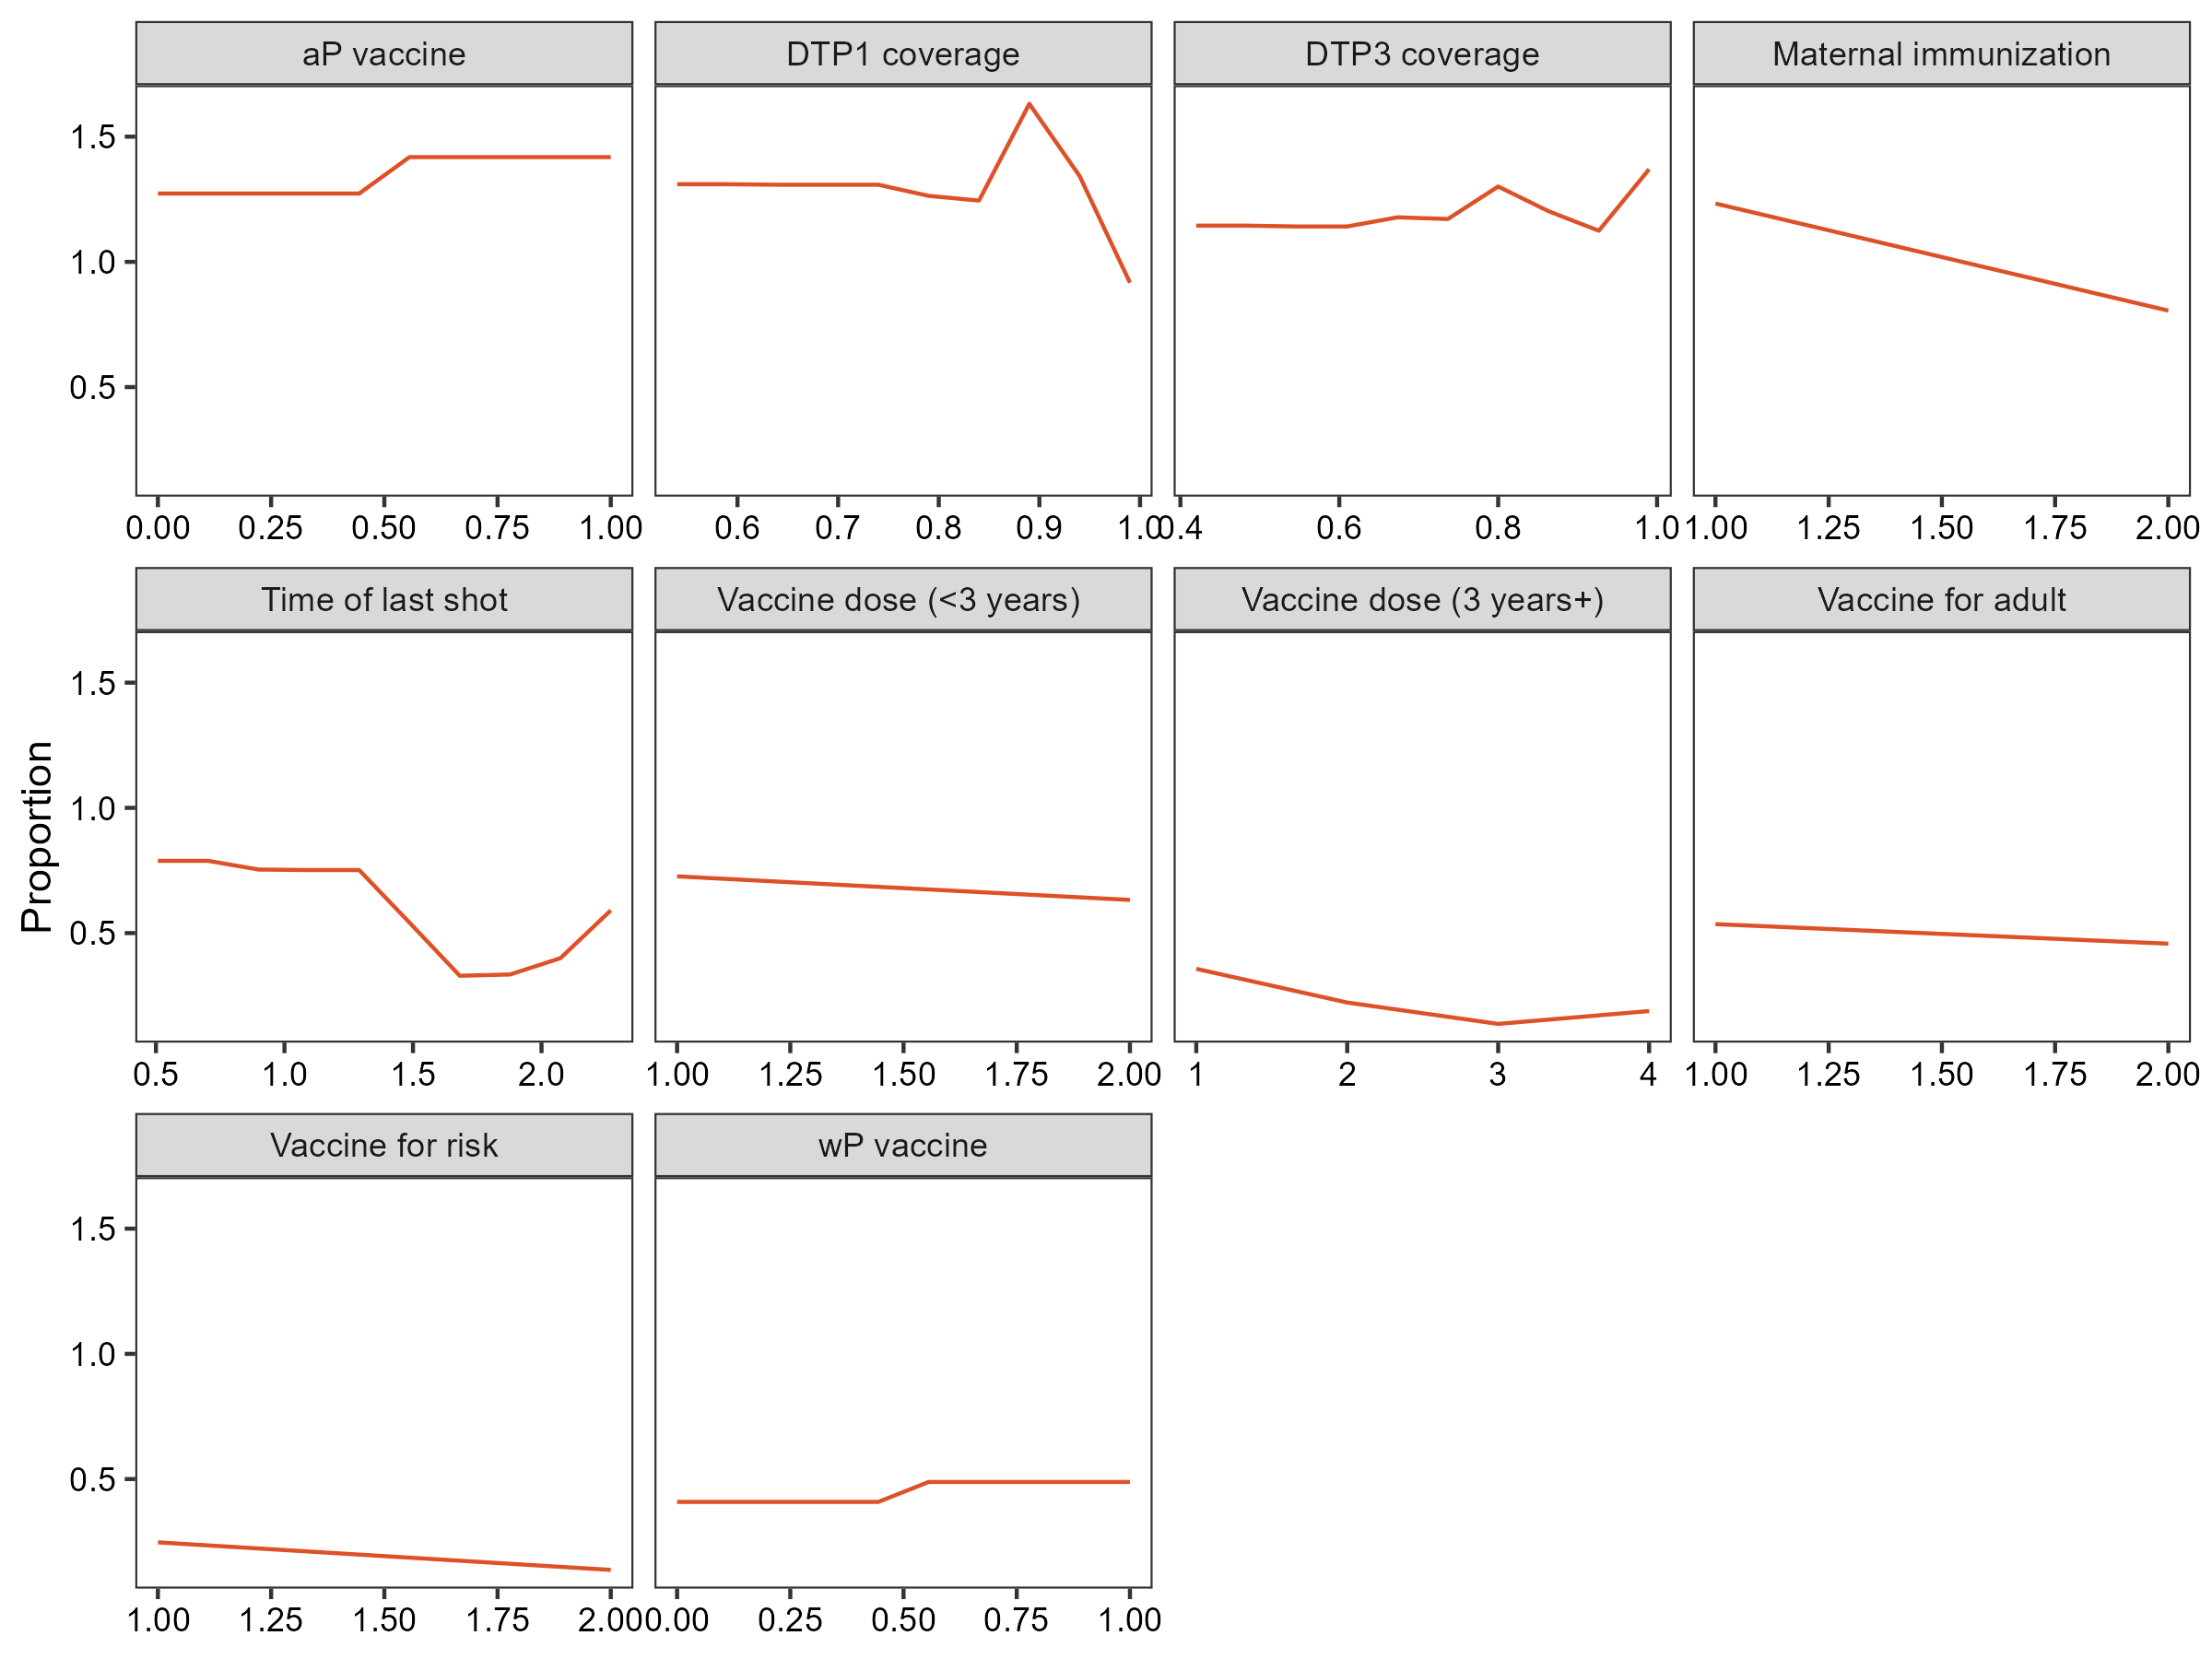 aP vaccine
DTP1 coverage
DTP3 coverage
Maternal immunization
1.5
1.0
0.5
0.00 0.25 0.50 0.75 1.00
0.6 0.7 0.8 0.9 1.0
0.4 0.6 0.8 1.0
1.00 1.25 1.50 1.75 2.00
Time of last shot
Vaccine dose (<3 years)
Vaccine dose (3 years+)
Vaccine for adult
Proportion
1.5
1.0
0.5
0.5 1.0 1.5 2.0
1.00 1.25 1.50 1.75 2.00
1 2 3 4
1.00 1.25 1.50 1.75 2.00
Vaccine for risk
wP vaccine
1.5
1.0
0.5
1.00 1.25 1.50 1.75 2.00
0.00 0.25 0.50 0.75 1.00